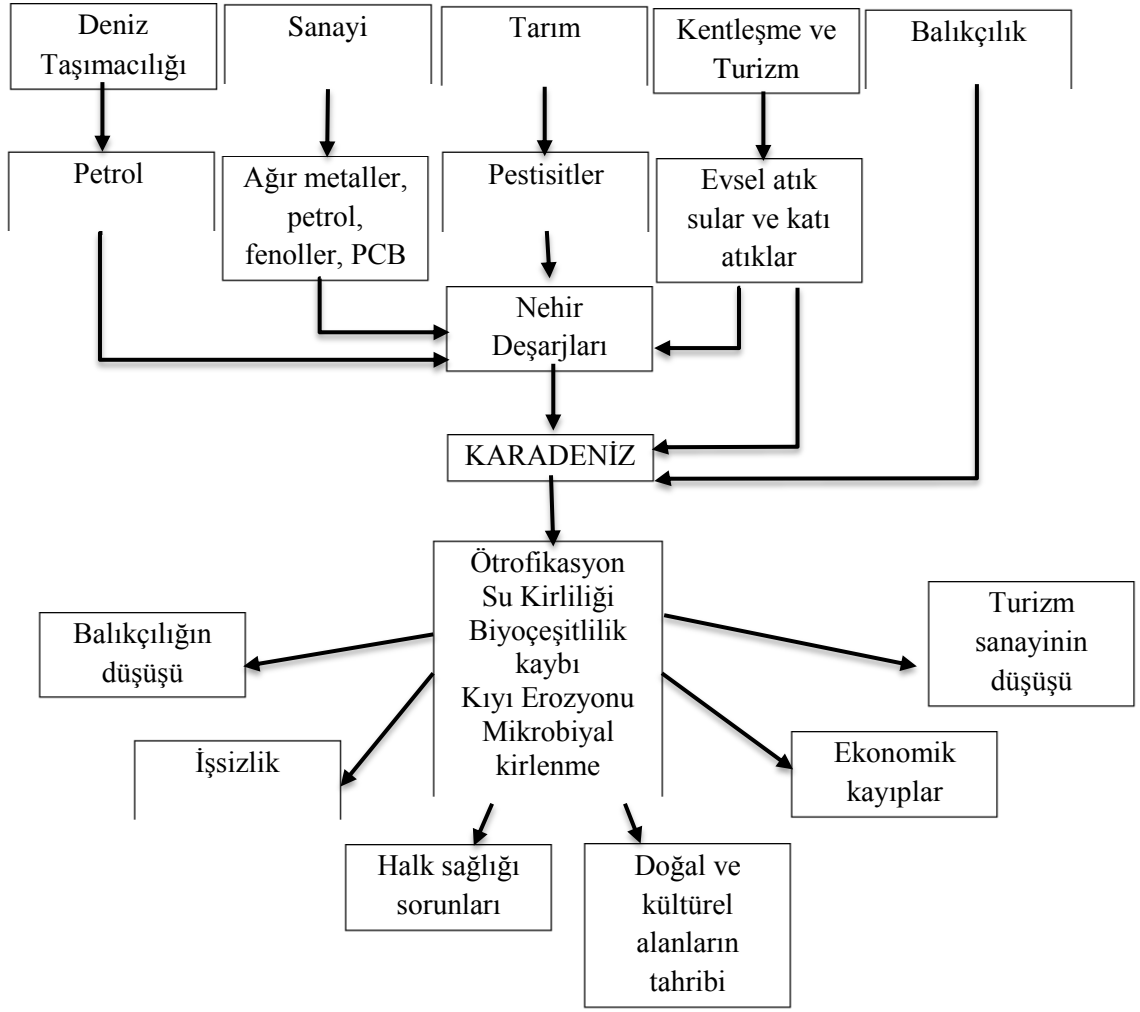 Deniz
Taşımacılığı
Sanayi
Tarım
Kentleşme ve
Turizm
Balıkçılık
Petrol
Ağır metaller,
petrol,
fenoller, PCB
Pestisitler
Evsel atık
sular ve katı
atıklar
Nehir
Deşarjları
KARADENİZ
Ötrofikasyon
Su Kirliliği
Biyoçeşitlilik
kaybı
Kıyı Erozyonu
Mikrobiyal
kirlenme
Balıkçılığın
düşüşü
Turizm
sanayinin
düşüşü
İşsizlik
Ekonomik
kayıplar
Halk sağlığı
sorunları
Doğal ve
kültürel
alanların
tahribi